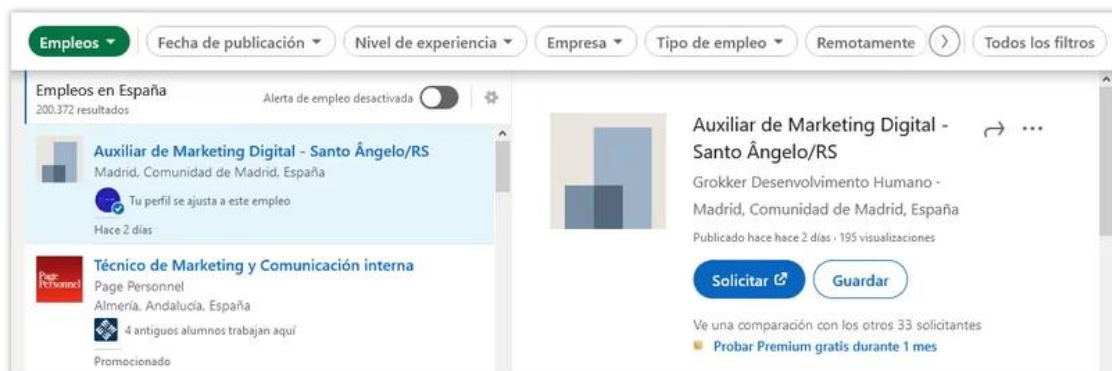 Empleos
Fecha de publicación
Nivel de experiencia
Empresa
Tipo de empleo
Remotamente
Todos los filtros
Empleos en España
200.372 resultados
Alerta de empleo desactivada
Auxiliar de Marketing Digital - Santo Ângelo/RS
Madrid, Comunidad de Madrid, España
Tu perfil se ajusta a este empleo
Hace 2 días
Page Personnel
Técnico de Marketing y Comunicación interna
Page Personnel
Almería, Andalucía, España
4 antiguos alumnos trabajan aquí
Promocionado
Auxiliar de Marketing Digital -
Santo Ângelo/RS
Grokker Desenvolvimento Humano ·
Madrid, Comunidad de Madrid, España
Publicado hace hace 2 días · 195 visualizaciones
Solicitar
Guardar
Ve una comparación con los otros 33 solicitantes
Probar Premium gratis durante 1 mes